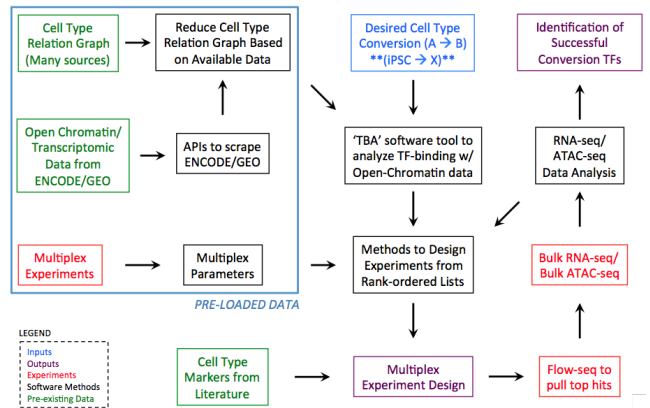 Cell Type
Relation Graph
(Many sources)
Reduce Cell Type
Relation Graph Based
on Available Data
Desired Cell Type
Conversion (A → B)
**(iPSC → X)**
Identification of
Successful
Conversion TFs
Open Chromatin/
Transcriptomic
Data from
ENCODE/GEO
APIs to scrape
ENCODE/GEO
'TBA' software tool to
analyze TF-binding w/
Open-Chromatin data
RNA-seq/
ATAC-seq
Data Analysis
Multiplex
Experiments
Multiplex
Parameters
Methods to Design
Experiments from
Rank-ordered Lists
Bulk RNA-seq/
Bulk ATAC-seq
PRE-LOADED DATA
LEGEND
Inputs
Outputs
Experiments
Software Methods
Pre-existing Data
Cell Type
Markers from
Literature
Multiplex
Experiment Design
Flow-seq to
pull top hits